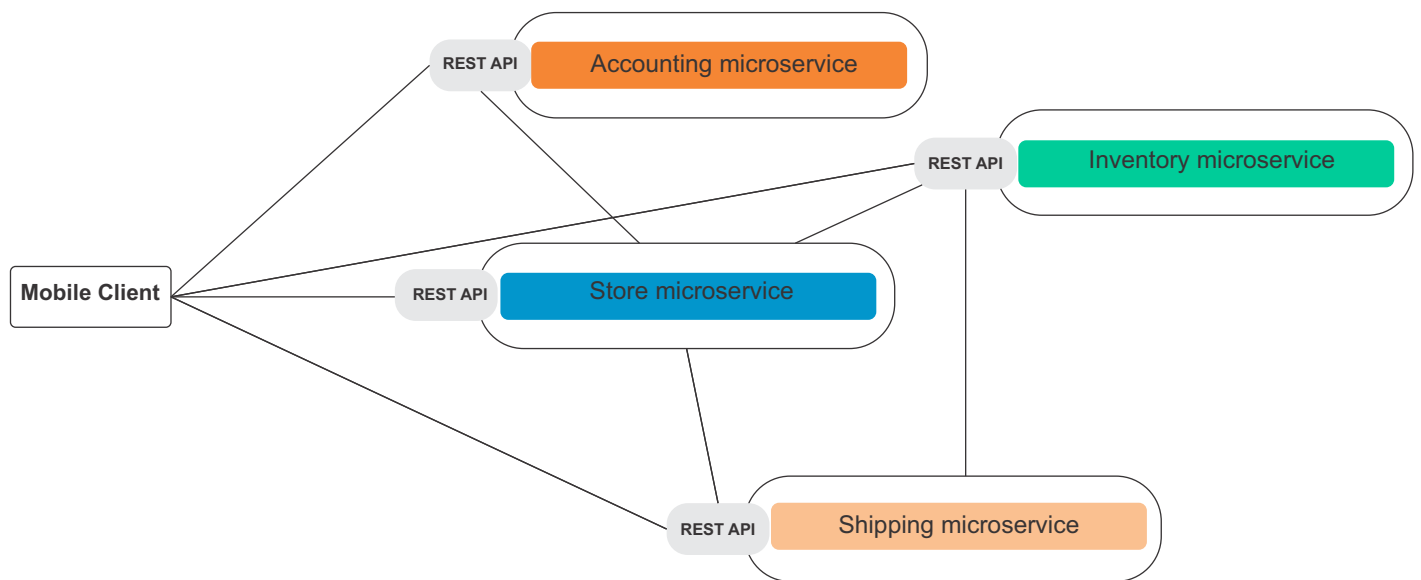 REST API
Accounting microservice
REST API
Inventory microservice
Mobile Client
REST API
Store microservice
REST API
Shipping microservice